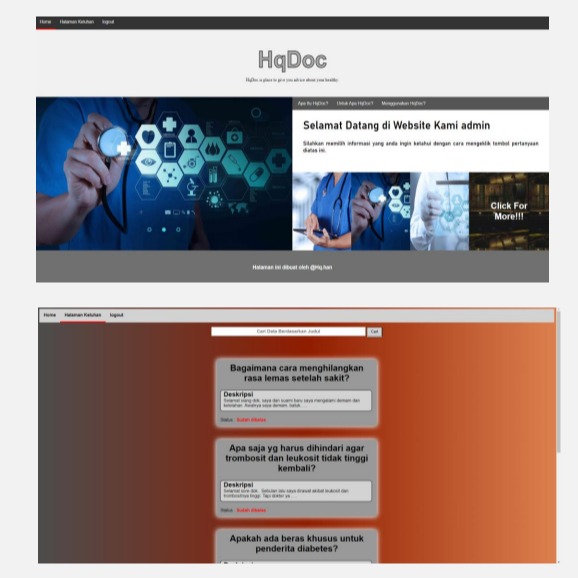 Home Halaman Keluhan logout
HqDoc
HqDoc is place to give you advice about your healthy
Apa Itu HqDoc? Untuk Apa HqDoc? Menggunakan HqDoc?
Selamat Datang di Website Kami admin
Silahkan memilih informasi yang anda ingin ketahui dengan cara mengeklik tombol pertanyaan
diatas ini.
Click For
More!!!
Halaman ini dibuat oleh @Hq.han
Home Halaman Keluhan logout
Cari Data Berdasarkan Judul Cari
Bagaimana cara menghilangkan
rasa lemas setelah sakit?
Deskripsi
Selamat siang dok, saya dan suami baru saya mengalami demam dan
Status : Sudah dibalas
Apa saja yg harus dihindari agar
trombosit dan leukosit tidak tinggi
kembali?
Deskripsi
Selamat sore dok . Sebulan lalu saya dirawat akibat leukosit dan
trombositnya tinggi. Tapi dokter ya...
Status : Sudah dibalas
Apakah ada beras khusus untuk
penderita diabetes?